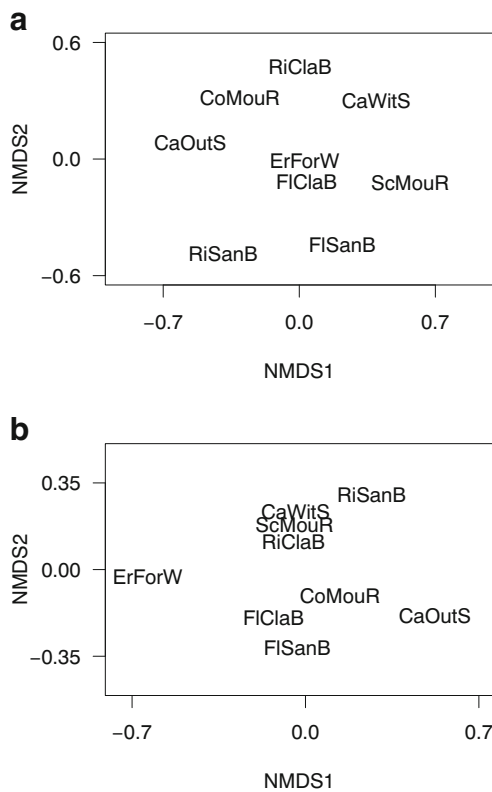 a
0.6
RiClaB
CoMouR
CaWitS
CaOutS
NMDS2
0.0
ErForW
FlClaB
ScMouR
RiSanB
FlSanB
−0.6
−0.7 0.0 0.7
NMDS1
b
0.35
RiSanB
CaWitS
ScMouR
RiClaB
NMDS2
0.00
ErForW
CoMouR
FlClaB
CaOutS
FlSanB
−0.35
−0.7 0.0 0.7
NMDS1